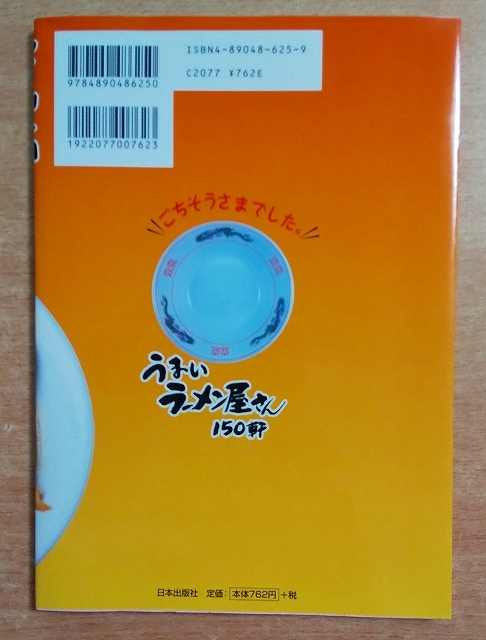 ISBN4-89048-625-9
C2077 ¥762E
9784890486250
1922077007623
ごちそうさまでした。
うまい
ラーメン屋さん
150軒
日本出版社 定価：本体762円+税